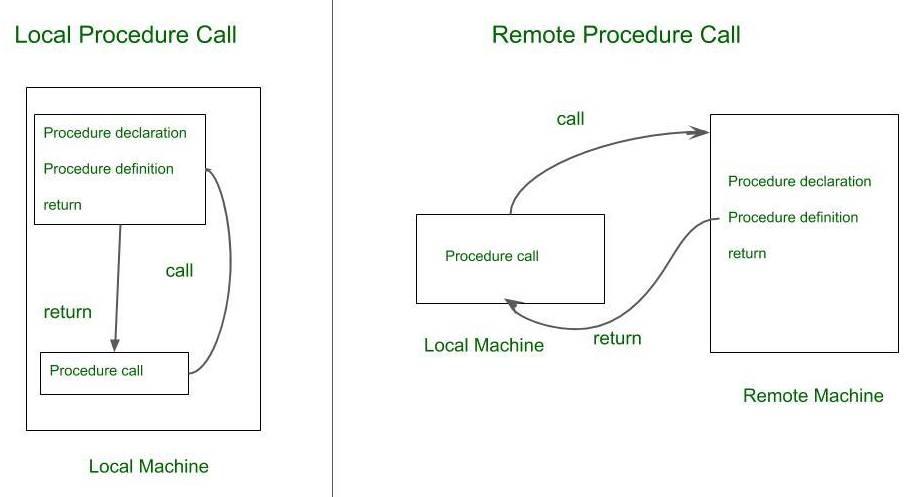 Local Procedure Call
Procedure declaration
Procedure definition
return
call
return
Procedure call
Local Machine
Remote Procedure Call
call
Procedure declaration
Procedure definition
return
Procedure call
return
Local Machine
Remote Machine